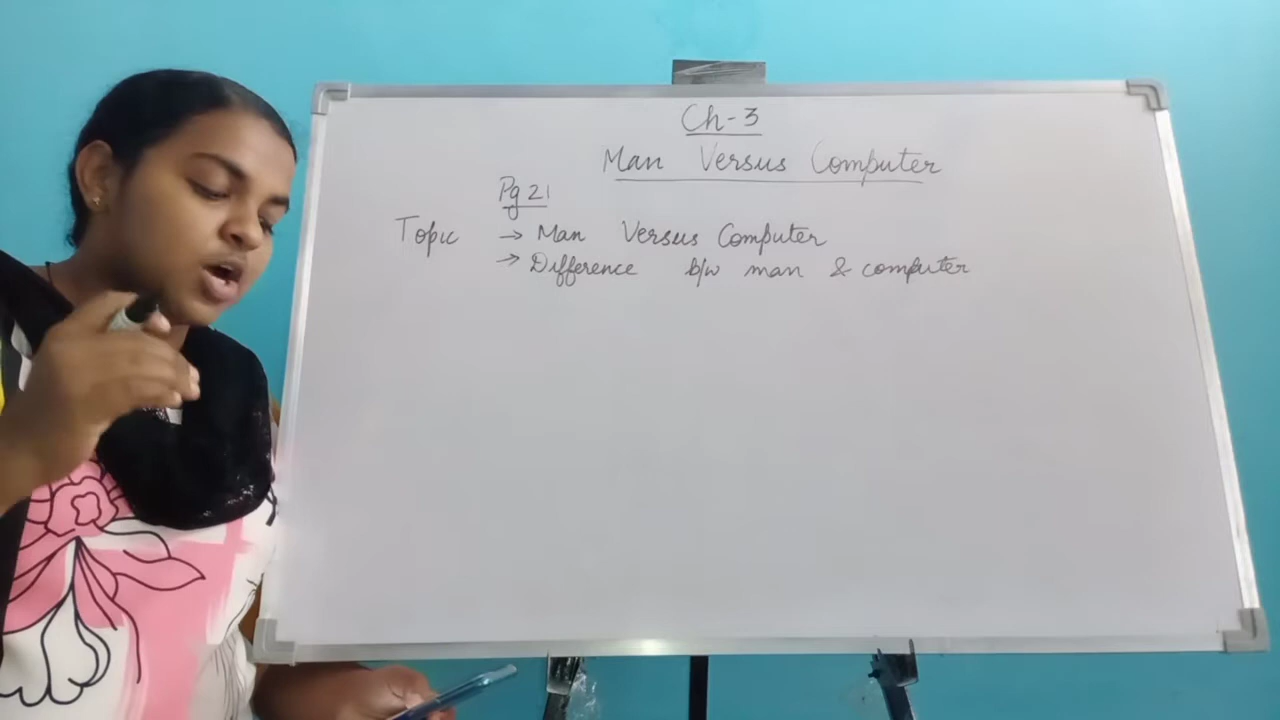 Ch-3
Man Versus Computer
Pg 21
Topic → Man Versus Computer
→ Difference b/w man & computer